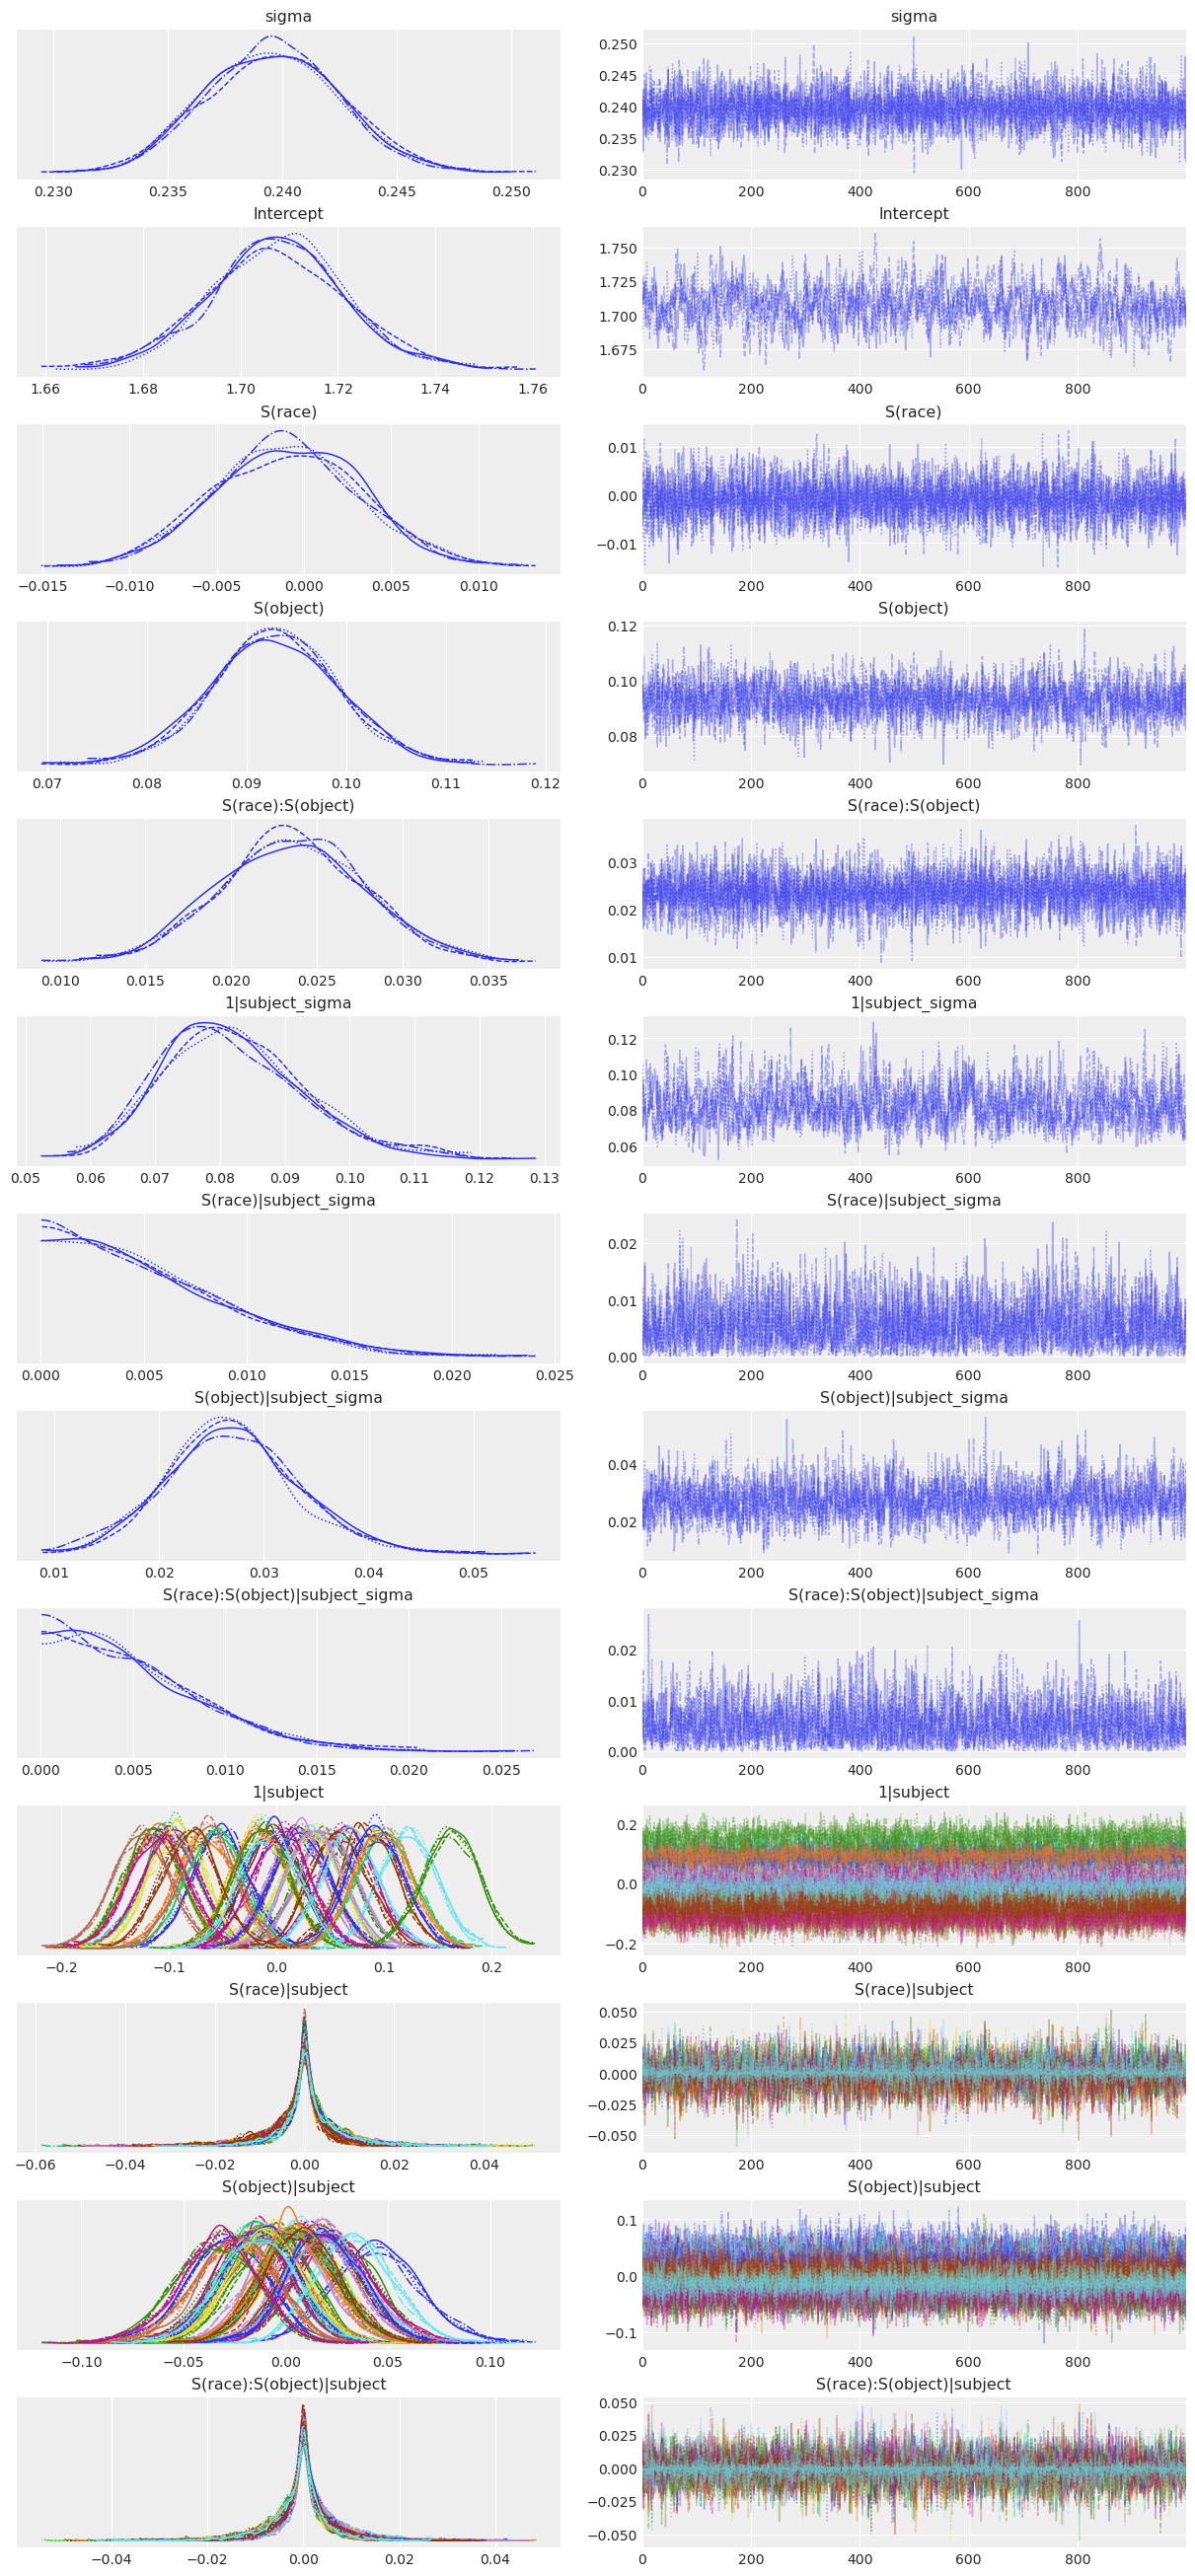 sigma
sigma
0.250
0.245
0.240
0.235
0.230
0.230 0.235 0.240 0.245 0.250
0 200 400 600 800
Intercept
Intercept
1.750
1.725
1.700
1.675
1.66 1.68 1.70 1.72 1.74 1.76
0 200 400 600 800
S(race)
S(race)
0.01
0.00
−0.01
−0.015 −0.010 −0.005 0.000 0.005 0.010
0 200 400 600 800
S(object)
S(object)
0.12
0.10
0.08
0.07 0.08 0.09 0.10 0.11 0.12
0 200 400 600 800
S(race):S(object)
S(race):S(object)
0.03
0.02
0.01
0.010 0.015 0.020 0.025 0.030 0.035
0 200 400 600 800
1|subject_sigma
1|subject_sigma
0.12
0.10
0.08
0.06
0.05 0.06 0.07 0.08 0.09 0.10 0.11 0.12 0.13
0 200 400 600 800
S(race)|subject_sigma
S(race)|subject_sigma
0.02
0.01
0.00
0.000 0.005 0.010 0.015 0.020 0.025
0 200 400 600 800
S(object)|subject_sigma
S(object)|subject_sigma
0.04
0.02
0.01 0.02 0.03 0.04 0.05
0 200 400 600 800
S(race):S(object)|subject_sigma
S(race):S(object)|subject_sigma
0.02
0.01
0.00
0.000 0.005 0.010 0.015 0.020 0.025
0 200 400 600 800
1|subject
1|subject
0.2
0.0
−0.2
−0.2 −0.1 0.0 0.1 0.2
0 200 400 600 800
S(race)|subject
S(race)|subject
0.050
0.025
0.000
−0.025
−0.050
−0.06 −0.04 −0.02 0.00 0.02 0.04
0 200 400 600 800
S(object)|subject
S(object)|subject
0.1
0.0
−0.1
−0.10 −0.05 0.00 0.05 0.10
0 200 400 600 800
S(race):S(object)|subject
S(race):S(object)|subject
0.050
0.025
0.000
−0.025
−0.050
−0.04 −0.02 0.00 0.02 0.04
0 200 400 600 800